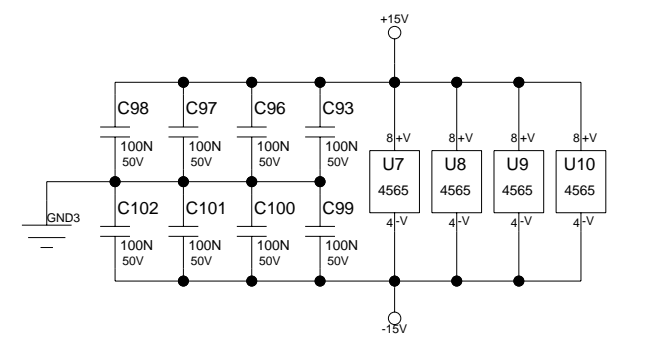 +15V
C98 C97 C96 C93
100N 100N 100N 100N
50V 50V 50V 50V
8 +V 8 +V 8 +V 8 +V
U7 U8 U9 U10
4565 4565 4565 4565
4 -V 4 -V 4 -V 4 -V
GND3
C102 C101 C100 C99
100N 100N 100N 100N
50V 50V 50V 50V
-15V